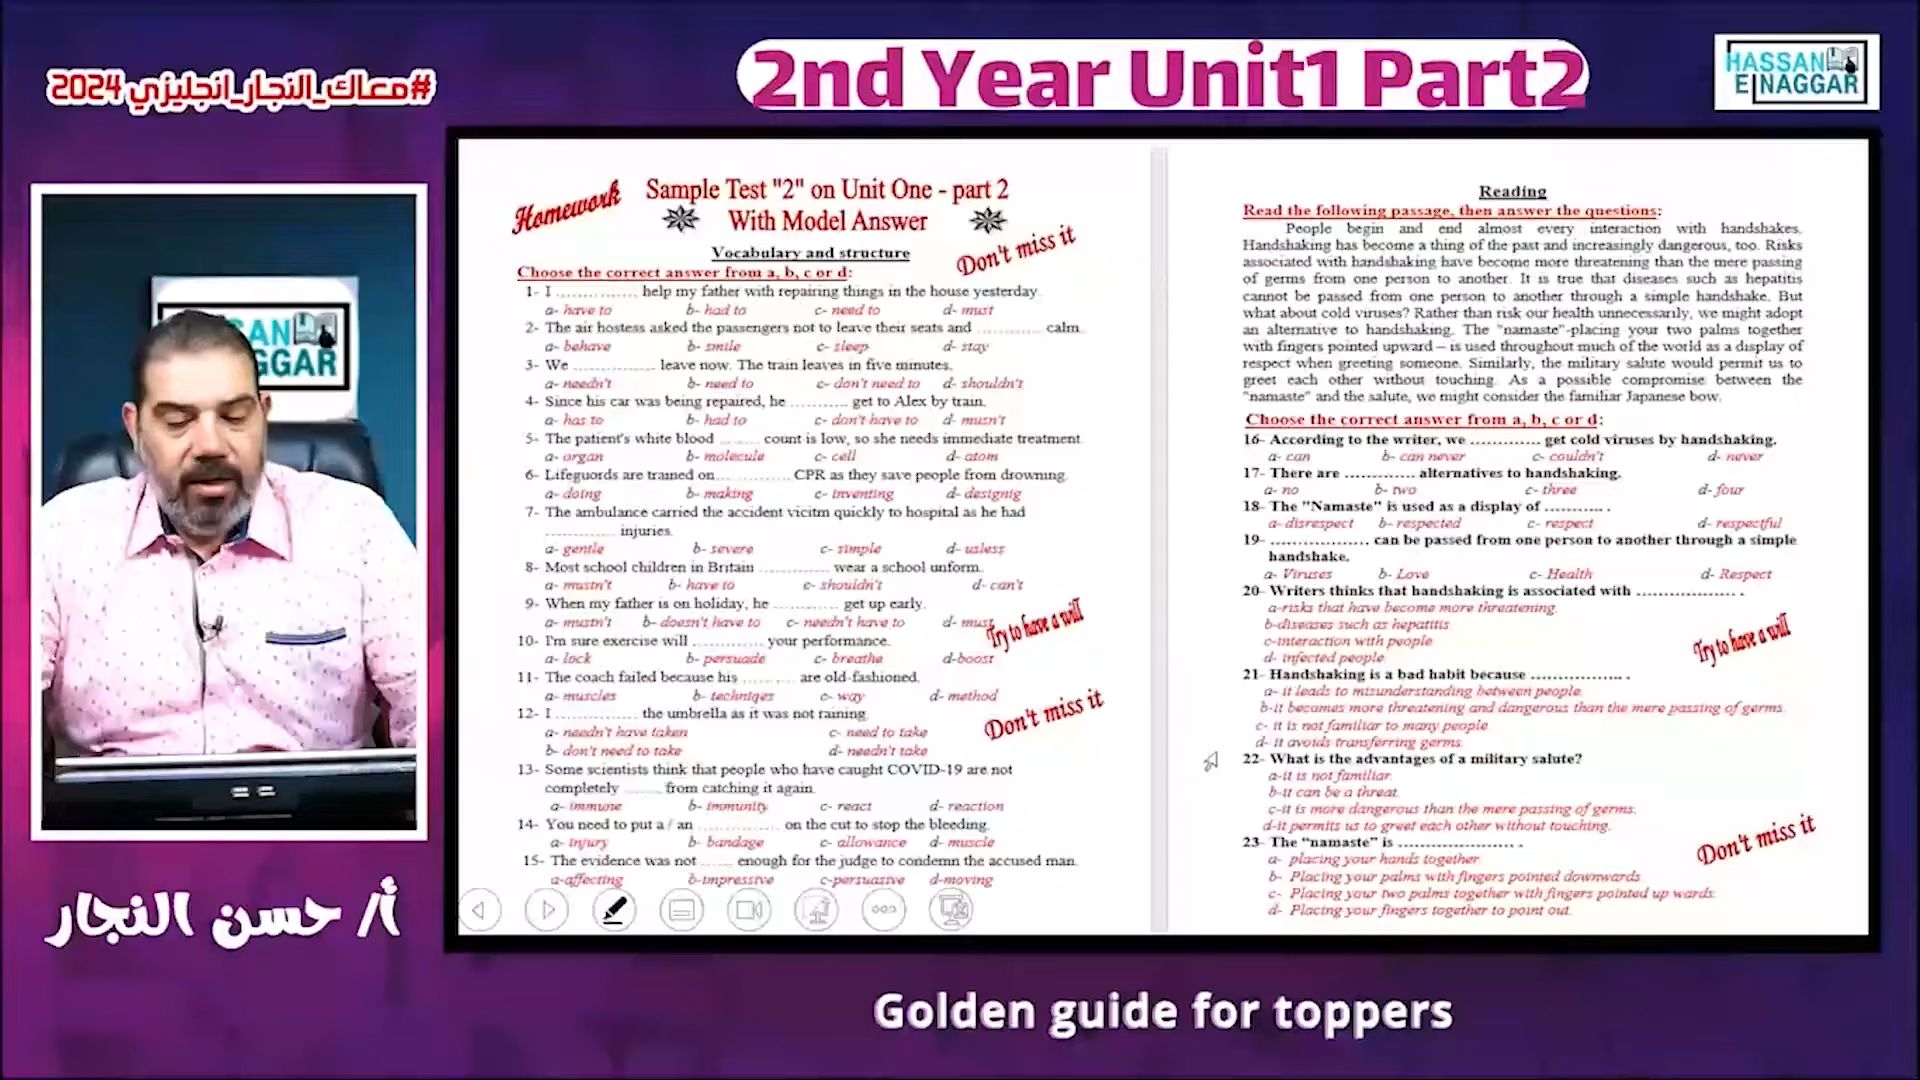 #معاك_النجار_انجليزي 2024
2nd Year Unit1 Part2
HASSAN
ElNAGGAR
Homework
Sample Test "2" on Unit One - part 2
With Model Answer
Don't miss it
Vocabulary and structure
Choose the correct answer from a, b, c or d:
1- I ............... help my father with repairing things in the house yesterday.
a- have to b- had to c- need to d- must
2- The air hostess asked the passengers not to leave their seats and ............ calm.
a- behave b- smile c- sleep d- stay
3- We ............... leave now. The train leaves in five minutes.
a- needn't b- need to c- don't need to d- shouldn't
4- Since his car was being repaired, he ........... get to Alex by train.
a- has to b- had to c- don't have to d- musn't
5- The patient's white blood ........ count is low, so she needs immediate treatment.
a- organ b- molecule c- cell d- atom
6- Lifeguords are trained on.............. CPR as they save people from drowning.
a- doing b- making c- inventing d- designig
7- The ambulance carried the accident vicitm quickly to hospital as he had
............. injuries.
a- gentle b- severe c- simple d- usless
8- Most school children in Britain ............. wear a school unform.
a- mustn't b- have to c- shouldn't d- can't
9- When my father is on holiday, he ............ get up early.
a- mustn't b- doesn't have to c- needn't have to d- must
Try to have a will
10- I'm sure exercise will ............. your performance.
a- lock b- persuade c- breathe d-boost
11- The coach failed because his .......... are old-fashioned.
a- muscles b- techniqes c- way d- method
12- I ............... the umbrella as it was not raining.
a- needn't have taken c- need to take
b- don't need to take d- needn't take
Don't miss it
13- Some scientists think that people who have caught COVID-19 are not
completely ....... from catching it again.
a- immune b- immunity c- react d- reaction
14- You need to put a / an ............... on the cut to stop the bleeding.
a- injury b- bandage c- allowance d- muscle
15- The evidence was not ...... enough for the judge to condemn the accused man.
a-affecting b-impressive c-persuasive d-moving
Reading
Read the following passage, then answer the questions:
People begin and end almost every interaction with handshakes.
Handshaking has become a thing of the past and increasingly dangerous, too. Risks
associated with handshaking have become more threatening than the mere passing
of germs from one person to another. It is true that diseases such as hepatitis
cannot be passed from one person to another through a simple handshake. But
what about cold viruses? Rather than risk our health unnecessarily, we might adopt
an alternative to handshaking. The "namaste"-placing your two palms together
with fingers pointed upward – is used throughout much of the world as a display of
respect when greeting someone. Similarly, the military salute would permit us to
greet each other without touching. As a possible compromise between the
"namaste" and the salute, we might consider the familiar Japanese bow.
Choose the correct answer from a, b, c or d:
16- According to the writer, we ............. get cold viruses by handshaking.
a- can b- can never c- couldn't d- never
17- There are ............. alternatives to handshaking.
a- no b- two c- three d- four
18- The "Namaste" is used as a display of ........... .
a- disrespect b- respected c- respect d- respectful
19- .................. can be passed from one person to another through a simple
handshake.
a- Viruses b- Love c- Health d- Respect
20- Writers thinks that handshaking is associated with .................. .
a-risks that have become more threatening.
b-diseases such as hepatitis
c-interaction with people
d- infected people
Try to have a will
21- Handshaking is a bad habit because .................. .
a- it leads to misunderstanding between people.
b-it becomes more threatening and dangerous than the mere passing of germs.
c- it is not familiar to many people
d- it avoids transferring germs.
22- What is the advantages of a military salute?
a-it is not familiar.
b-it can be a threat.
c-it is more dangerous than the mere passing of germs.
d-it permits us to greet each other without touching.
23- The "namaste" is ...................... .
a- placing your hands together
b- Placing your palms with fingers pointed downwards
c- Placing your two palms together with fingers pointed up wards.
d- Placing your fingers together to point out.
Don't miss it
أ/ حسن النجار
Golden guide for toppers